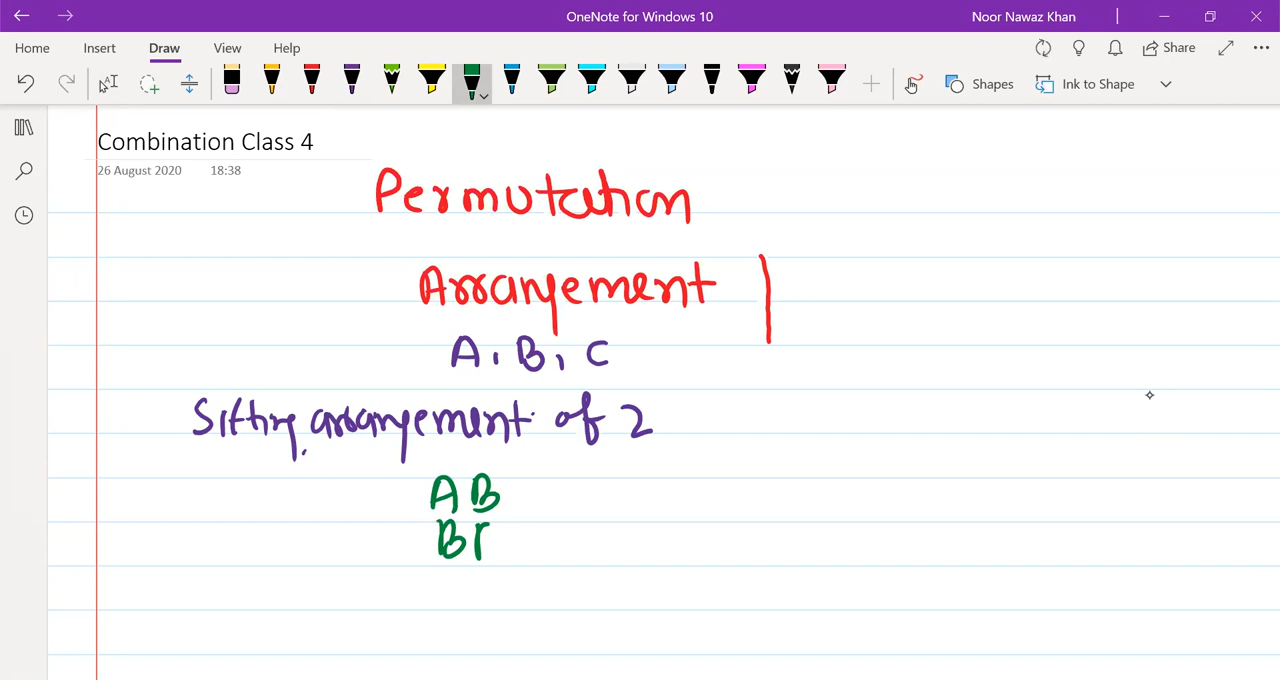 OneNote for Windows 10
Noor Nawaz Khan
Home Insert Draw View Help
Share
Shapes Ink to Shape
Combination Class 4
26 August 2020 18:38
Permutation
Arrangement
A, B, C
Sitting arrangement of 2
AB
B